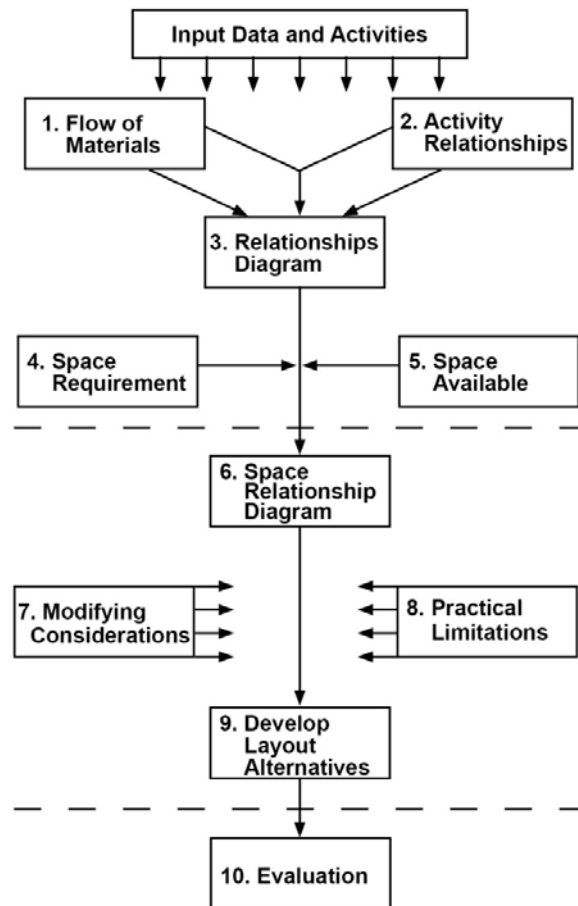 Input Data and Activities
1. Flow of
Materials
2. Activity
Relationships
3. Relationships
Diagram
4. Space
Requirement
5. Space
Available
6. Space
Relationship
Diagram
7. Modifying
Considerations
8. Practical
Limitations
9. Develop
Layout
Alternatives
10. Evaluation